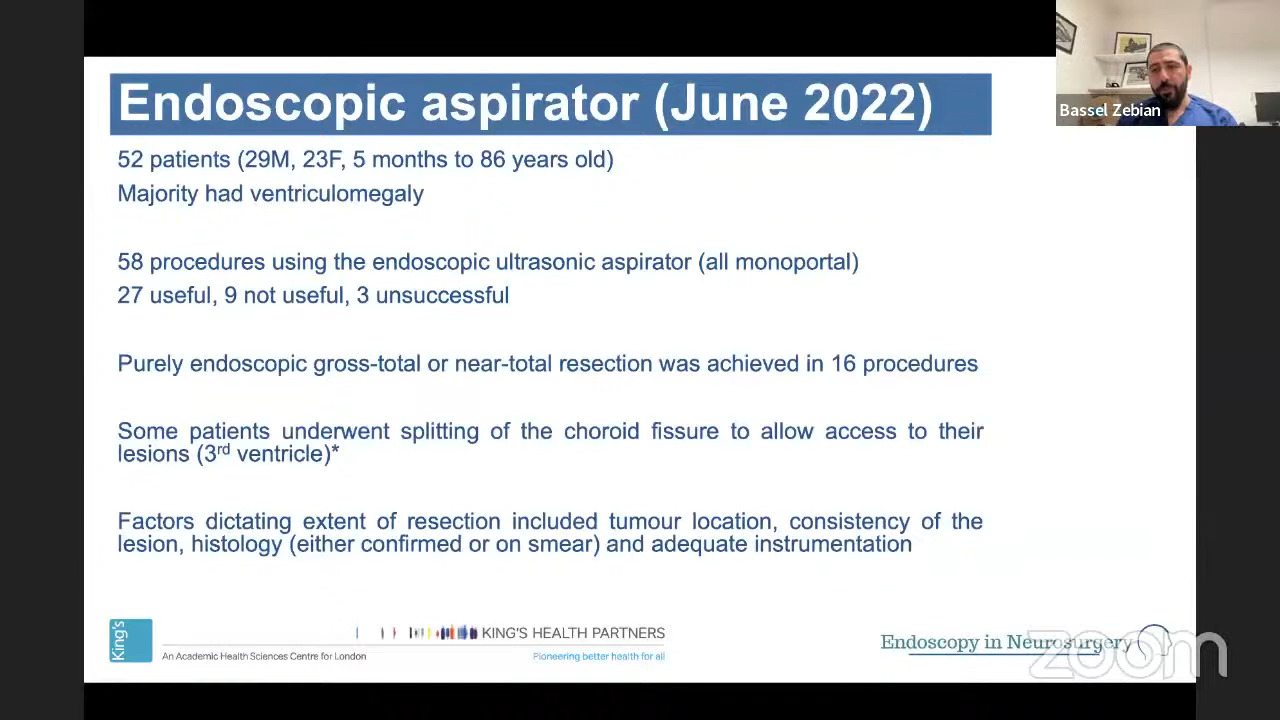 Endoscopic aspirator (June 2022)
Bassel Zebian
52 patients (29M, 23F, 5 months to 86 years old)
Majority had ventriculomegaly
58 procedures using the endoscopic ultrasonic aspirator (all monoportal)
27 useful, 9 not useful, 3 unsuccessful
Purely endoscopic gross-total or near-total resection was achieved in 16 procedures
Some patients underwent splitting of the choroid fissure to allow access to their
lesions (3rd ventricle)*
Factors dictating extent of resection included tumour location, consistency of the
lesion, histology (either confirmed or on smear) and adequate instrumentation
King's
KING'S HEALTH PARTNERS
An Academic Health Sciences Centre for London
Pioneering better health for all
Endoscopy in Neurosurgery
zoom